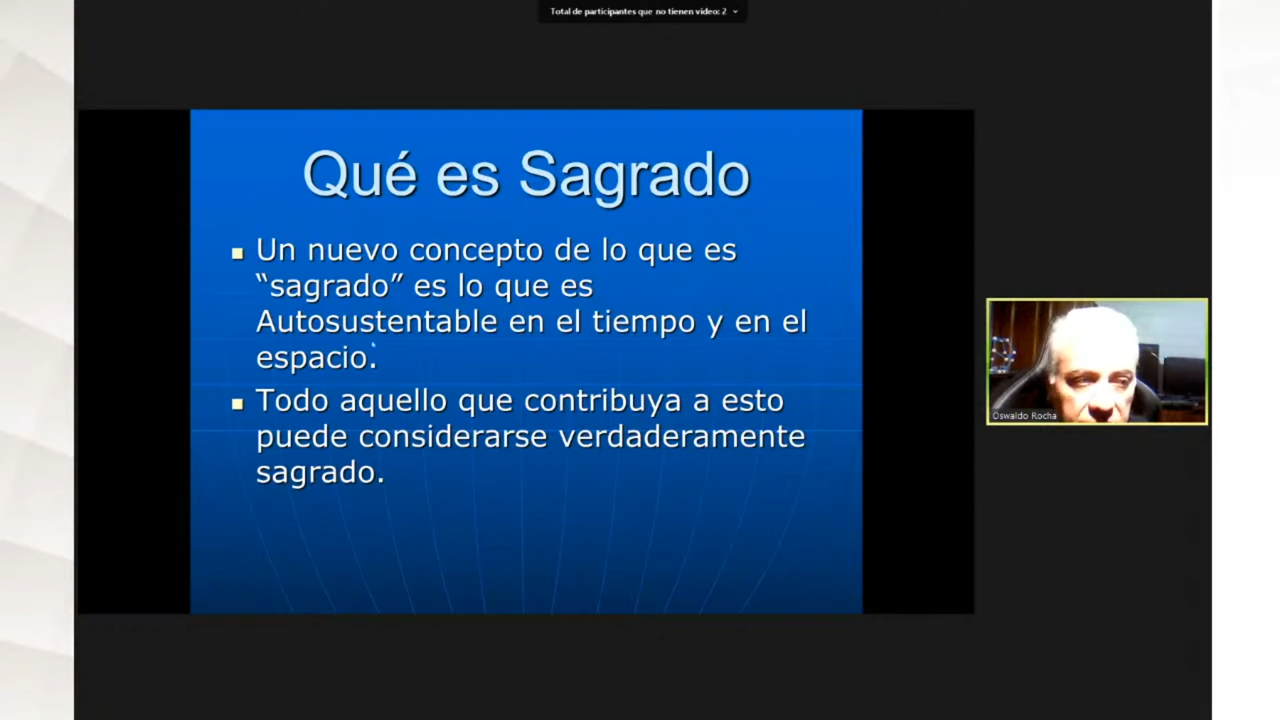 Total de participantes que no tienen video: 2
Qué es Sagrado
Un nuevo concepto de lo que es
“sagrado” es lo que es
Autosustentable en el tiempo y en el
espacio.
Todo aquello que contribuya a esto
puede considerarse verdaderamente
sagrado.
Oswaldo Rocha